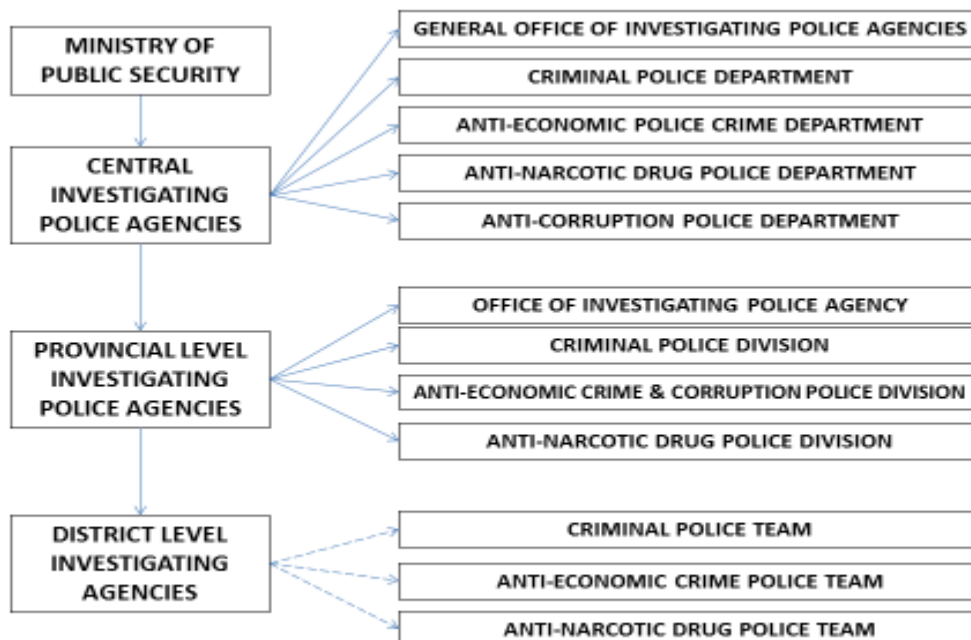 MINISTRY OF
PUBLIC SECURITY
GENERAL OFFICE OF INVESTIGATING POLICE AGENCIES
CRIMINAL POLICE DEPARTMENT
ANTI-ECONOMIC POLICE CRIME DEPARTMENT
ANTI-NARCOTIC DRUG POLICE DEPARTMENT
ANTI-CORRUPTION POLICE DEPARTMENT
CENTRAL
INVESTIGATING
POLICE AGENCIES
OFFICE OF INVESTIGATING POLICE AGENCY
CRIMINAL POLICE DIVISION
ANTI-ECONOMIC CRIME & CORRUPTION POLICE DIVISION
ANTI-NARCOTIC DRUG POLICE DIVISION
PROVINCIAL LEVEL
INVESTIGATING
POLICE AGENCIES
CRIMINAL POLICE TEAM
ANTI-ECONOMIC CRIME POLICE TEAM
ANTI-NARCOTIC DRUG POLICE TEAM
DISTRICT LEVEL
INVESTIGATING
AGENCIES